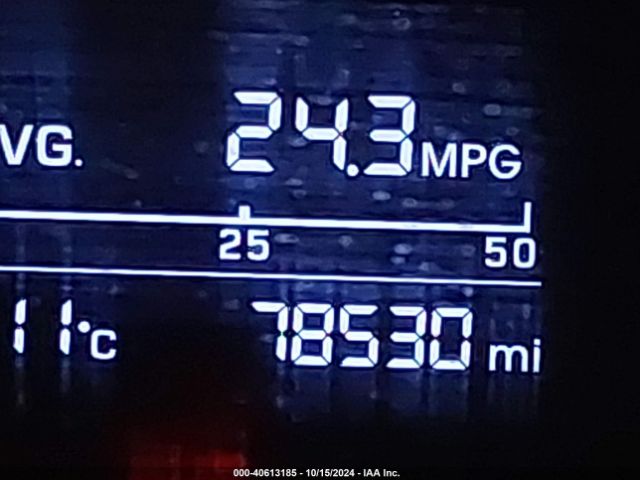 VG. 24.3 MPG
25 50
11°C 78530 mi
000-40613185 - 10/15/2024 - IAA Inc.